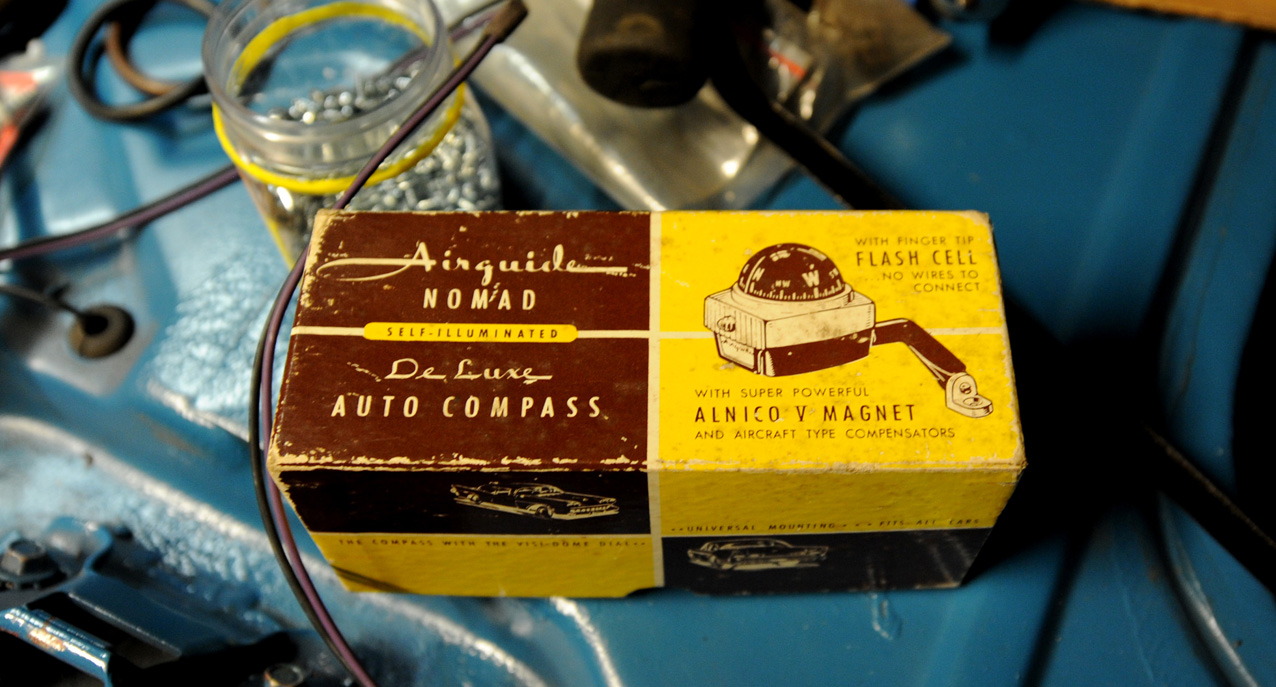 Airguide
NOMAD
SELF-ILLUMINATED
De Luxe
AUTO COMPASS
WITH FINGER TIP
FLASH CELL
NO WIRES TO
CONNECT
N
W
WITH SUPER POWERFUL
ALNICO V MAGNET
AND AIRCRAFT TYPE COMPENSATORS
THE COMPASS WITH THE VISI-DOME DIAL
UNIVERSAL MOUNTING • • • FITS ALL CARS